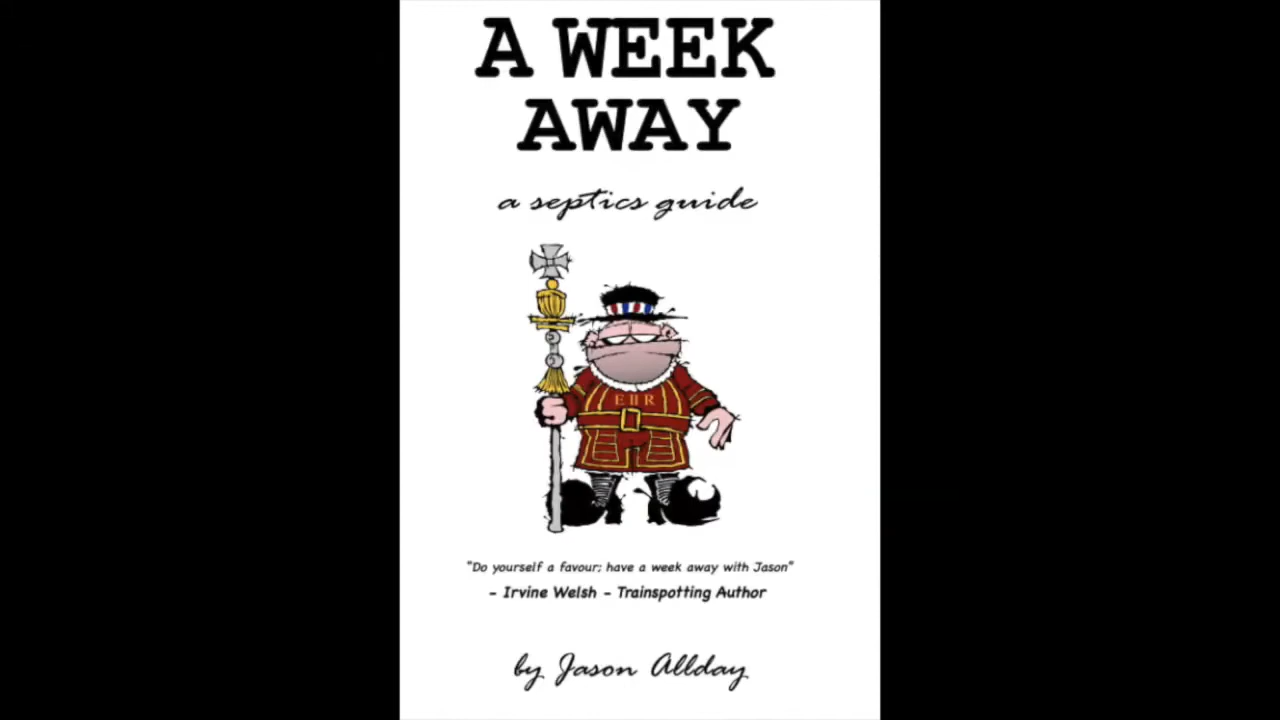 A WEEK
AWAY
a septics guide
E II R
"Do yourself a favour; have a week away with Jason"
- Irvine Welsh - Trainspotting Author
by Jason Allday